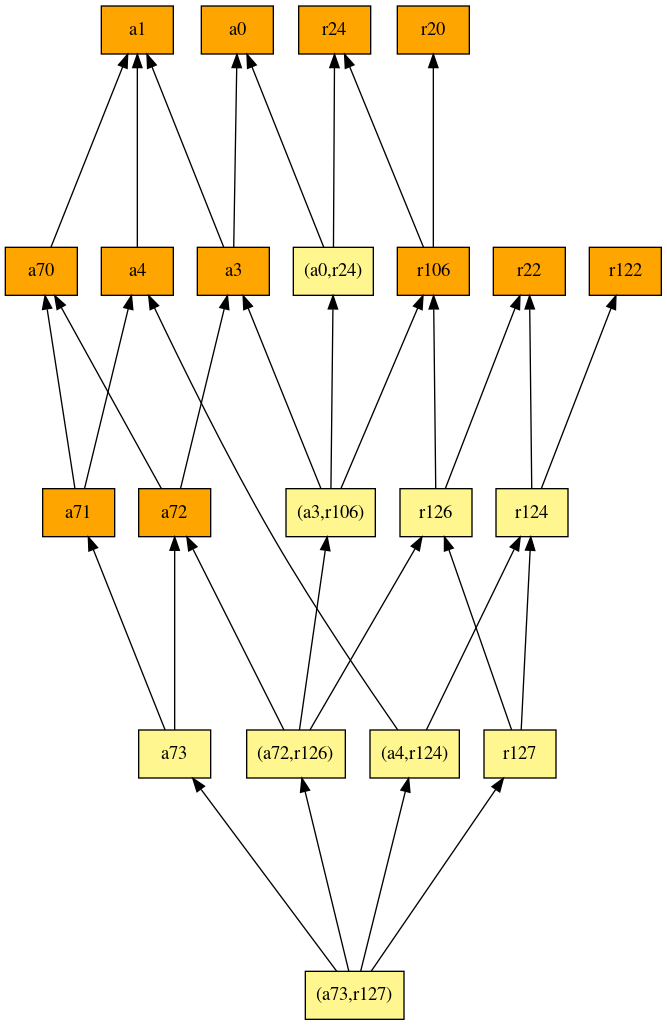 a1 a0 r24 r20
a70 a4 a3 (a0,r24) r106 r22 r122
a71 a72 (a3,r106) r126 r124
a73 (a72,r126) (a4,r124) r127
(a73,r127)